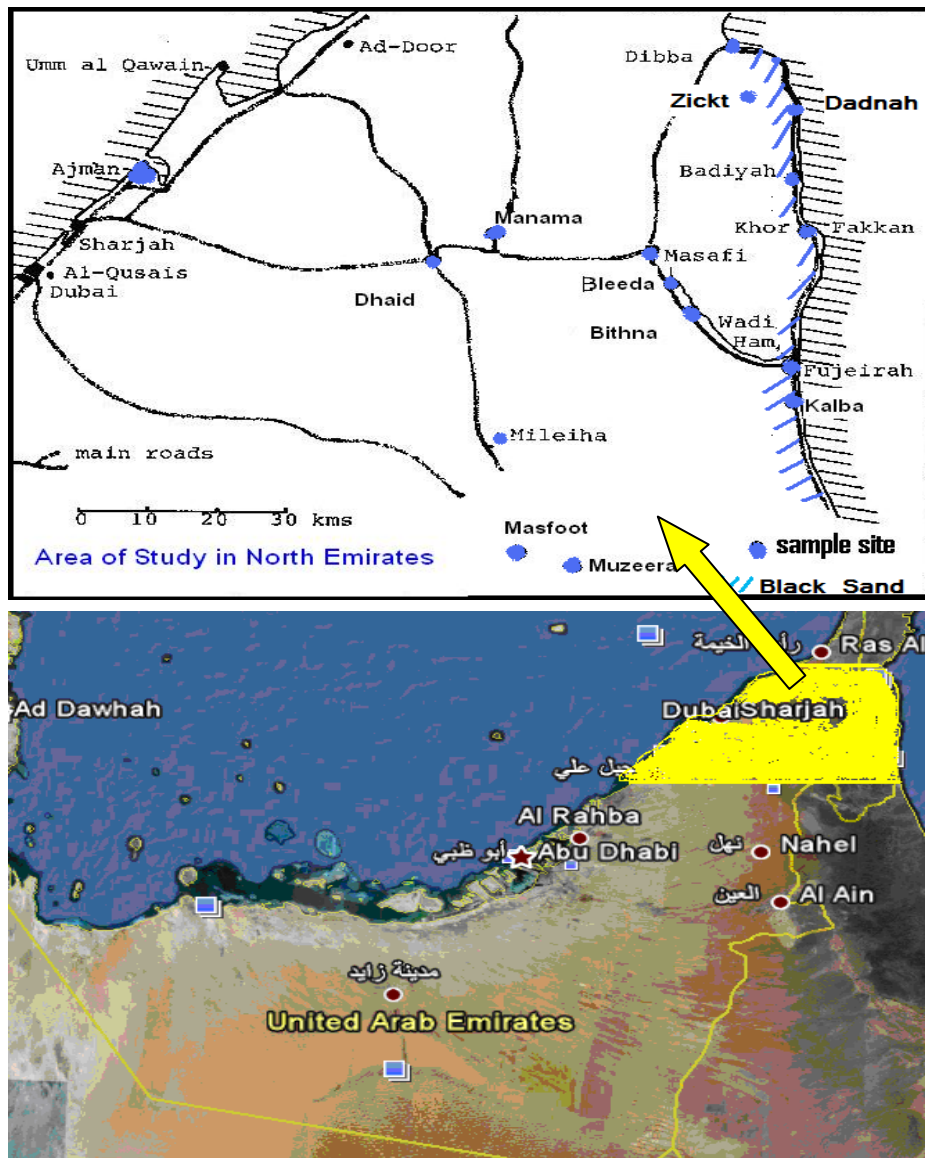 Ad-Door
Umm al Qawain
Dibba
Zickt
Dadnah
Ajman
Badiyah
Manama
Khor Fakkan
Sharjah
Masafi
Al-Qusais
Dubai
Bleeda
Dhaid
Bithna
Wadi
Ham
Fujeirah
Kalba
Mileiha
main roads
0 10 20 30 kms
Masfoot
Area of Study in North Emirates
sample site
Muzeera
Black Sand
رأس الخيمة Ras Al
Ad Dawhah
Dubai Sharjah
جبل علي
Al Rahba
أبو ظبي Abu Dhabi
نهل Nahel
العين Al Ain
مدينة زايد
United Arab Emirates